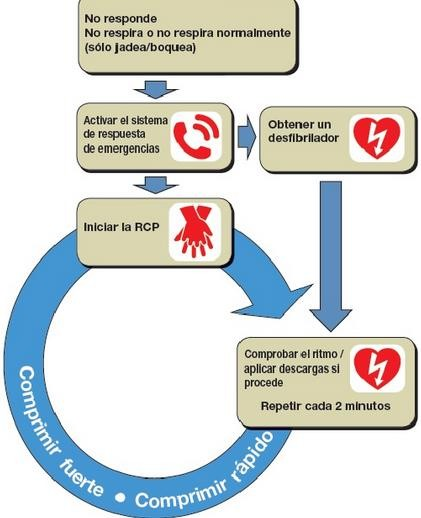 No responde
No respira o no respira normalmente
(sólo jadea/boquea)
Activar el sistema
de respuesta
de emergencias
Obtener un
desfibrilador
Iniciar la RCP
Comprobar el ritmo /
aplicar descargas si
procede
Repetir cada 2 minutos
Comprimir fuerte • Comprimir rápido